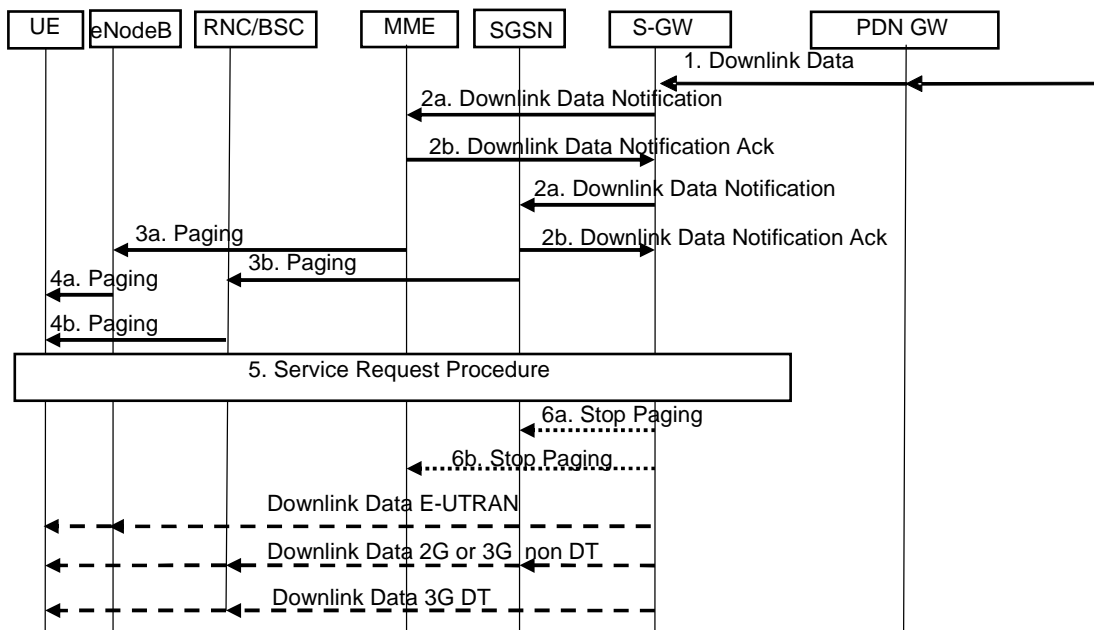 UE
eNodeB
RNC/BSC
MME
SGSN
S-GW
PDN GW
1. Downlink Data
2a. Downlink Data Notification
2b. Downlink Data Notification Ack
2a. Downlink Data Notification
3a. Paging
2b. Downlink Data Notification Ack
3b. Paging
4a. Paging
4b. Paging
5. Service Request Procedure
6a. Stop Paging
6b. Stop Paging
Downlink Data E-UTRAN
Downlink Data 2G or 3G non DT
Downlink Data 3G DT